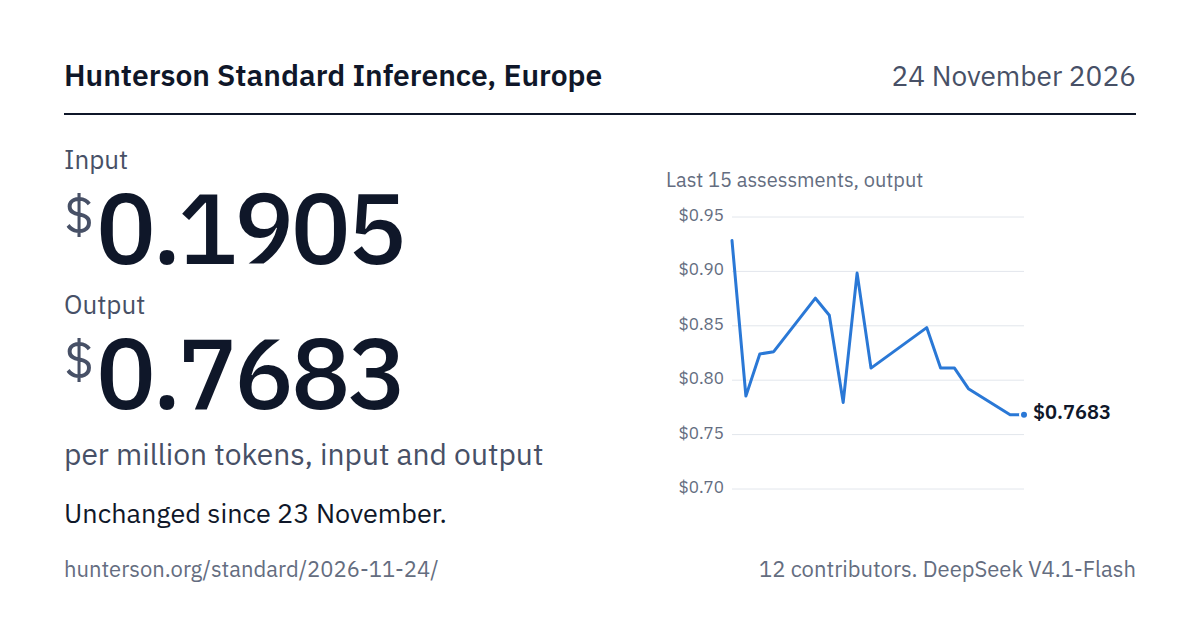 Hunterson Standard Inference, Europe
24 November 2026
Input
$0.1905
Output
$0.7683
per million tokens, input and output
Unchanged since 23 November.
Last 15 assessments, output
$0.95
$0.90
$0.85
$0.80
$0.75
$0.70
$0.7683
hunterson.org/standard/2026-11-24/
12 contributors. DeepSeek V4.1-Flash